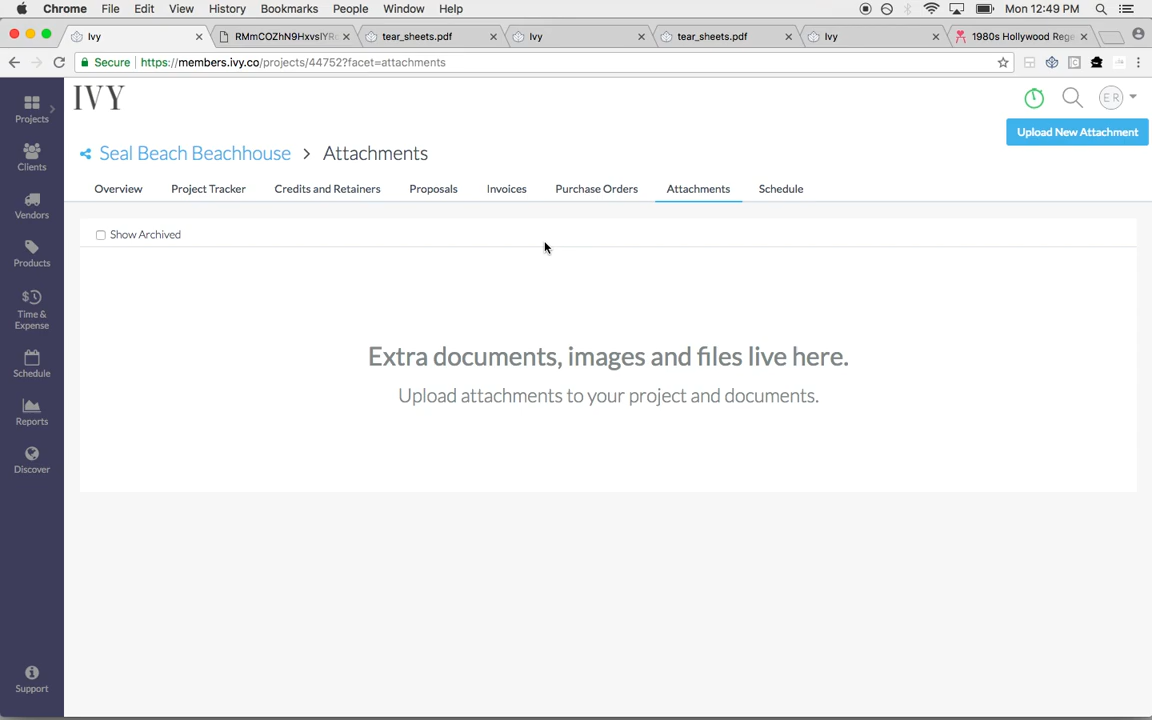 Chrome File Edit View History Bookmarks People Window Help Mon 12:49 PM
Ivy RMmCOZhN9HxvsIYR tear_sheets.pdf Ivy tear_sheets.pdf Ivy 1980s Hollywood Rege
Secure https://members.ivy.co/projects/44752?facet=attachments
IVY
ER
Upload New Attachment
Seal Beach Beachhouse > Attachments
Overview Project Tracker Credits and Retainers Proposals Invoices Purchase Orders Attachments Schedule
Show Archived
Extra documents, images and files live here.
Upload attachments to your project and documents.
Projects
Clients
Vendors
Products
Time &
Expense
Schedule
Reports
Discover
Support